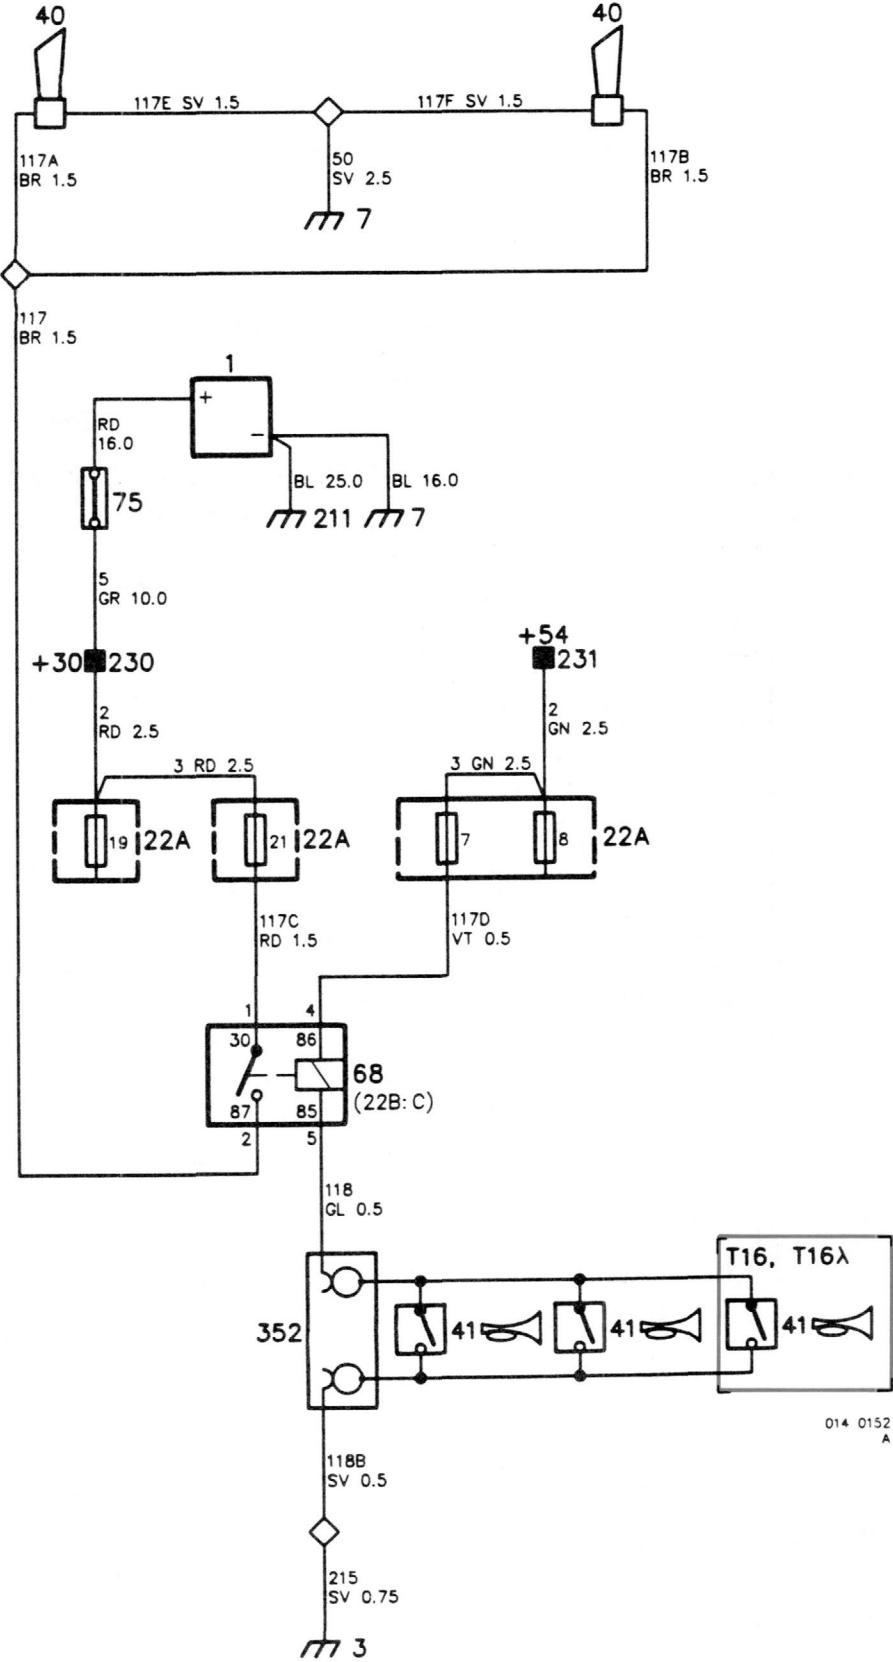 40
40
117E SV 1.5
117F SV 1.5
117A
BR 1.5
50
SV 2.5
117B
BR 1.5
7
117
BR 1.5
1
+
−
RD
16.0
75
BL 25.0
BL 16.0
211
7
5
GR 10.0
+30
230
+54
231
2
RD 2.5
2
GN 2.5
3 RD 2.5
3 GN 2.5
19
22A
21
22A
7
8
22A
117C
RD 1.5
117D
VT 0.5
1
4
30
86
68
(22B:C)
87
85
2
5
118
GL 0.5
T16, T16λ
352
41
41
41
014 0152
A
118B
SV 0.5
215
SV 0.75
3